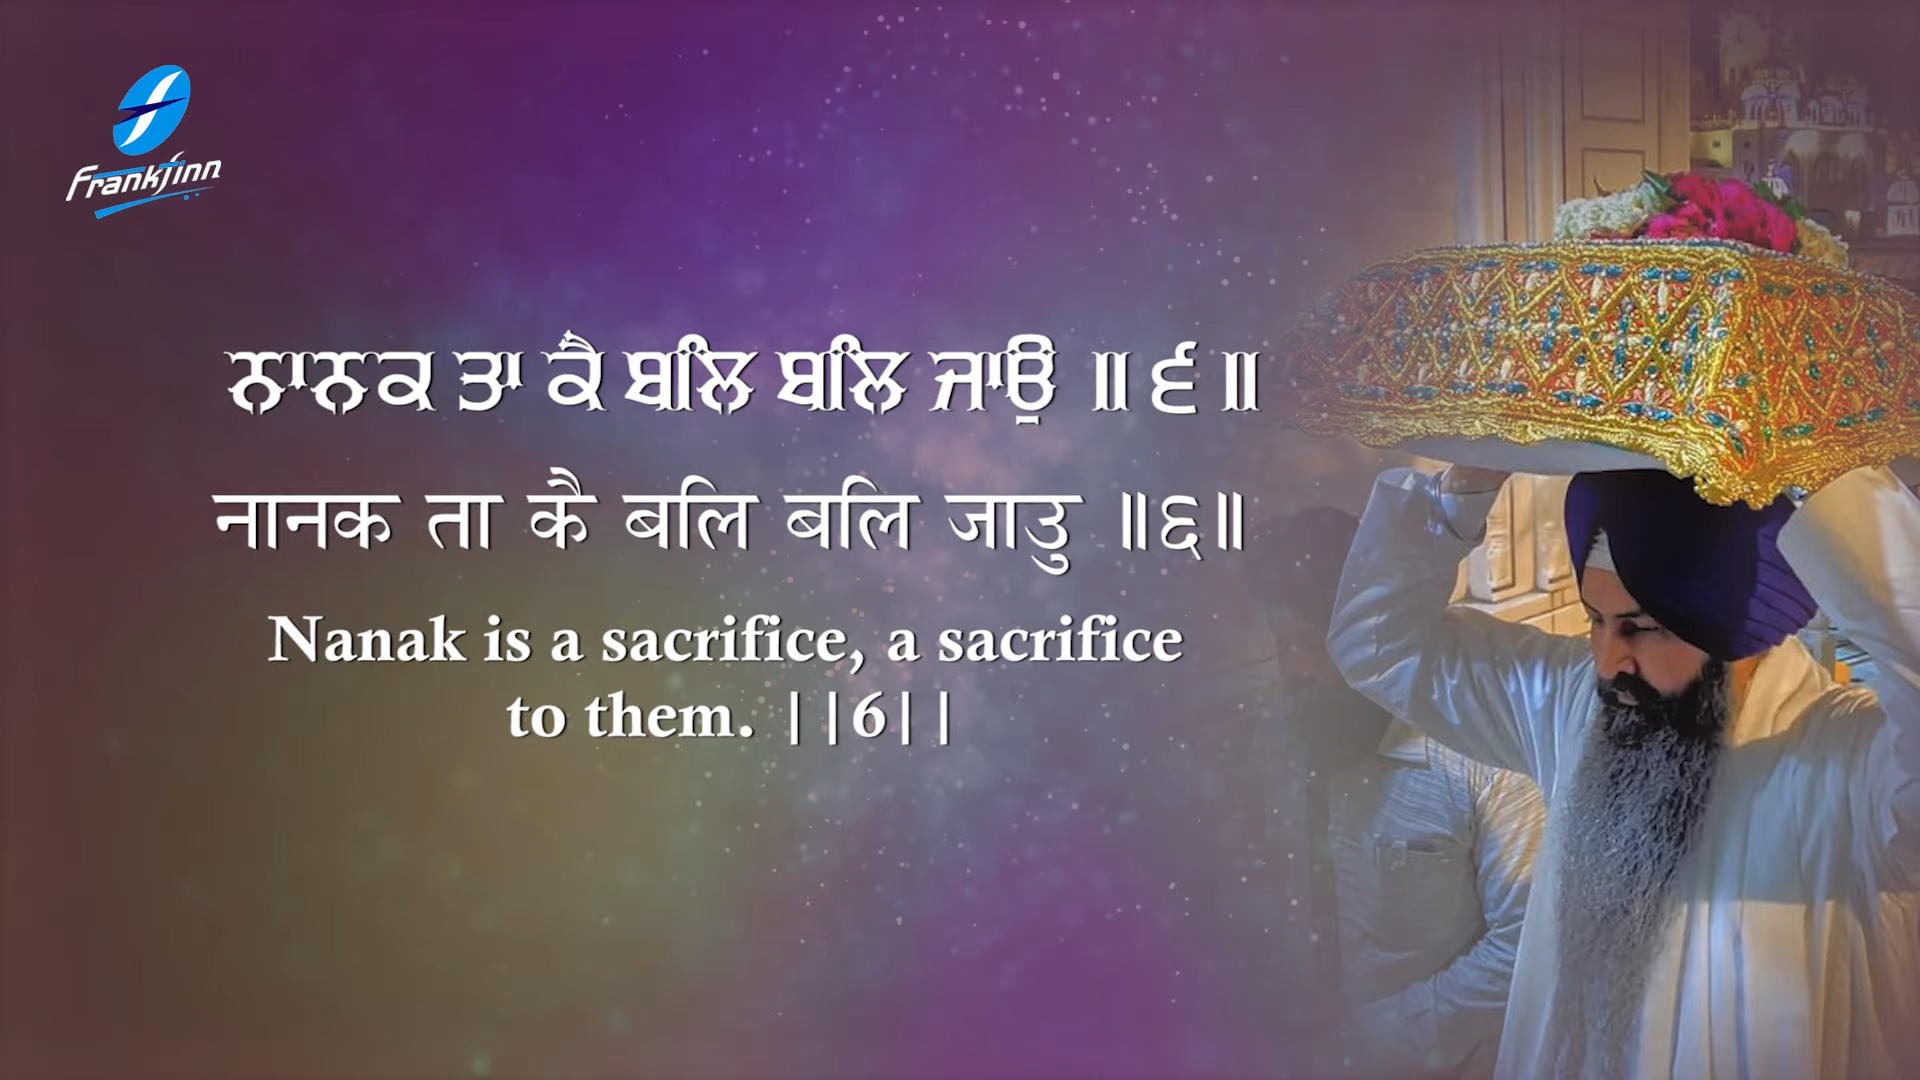 Frankfinn
ਨਾਨਕ ਤਾ ਕੈ ਬਲਿ ਬਲਿ ਜਾਉ ॥੬॥
नानक ता कै बलि बलि जाउ ॥६॥
Nanak is a sacrifice, a sacrifice
to them. ||6||